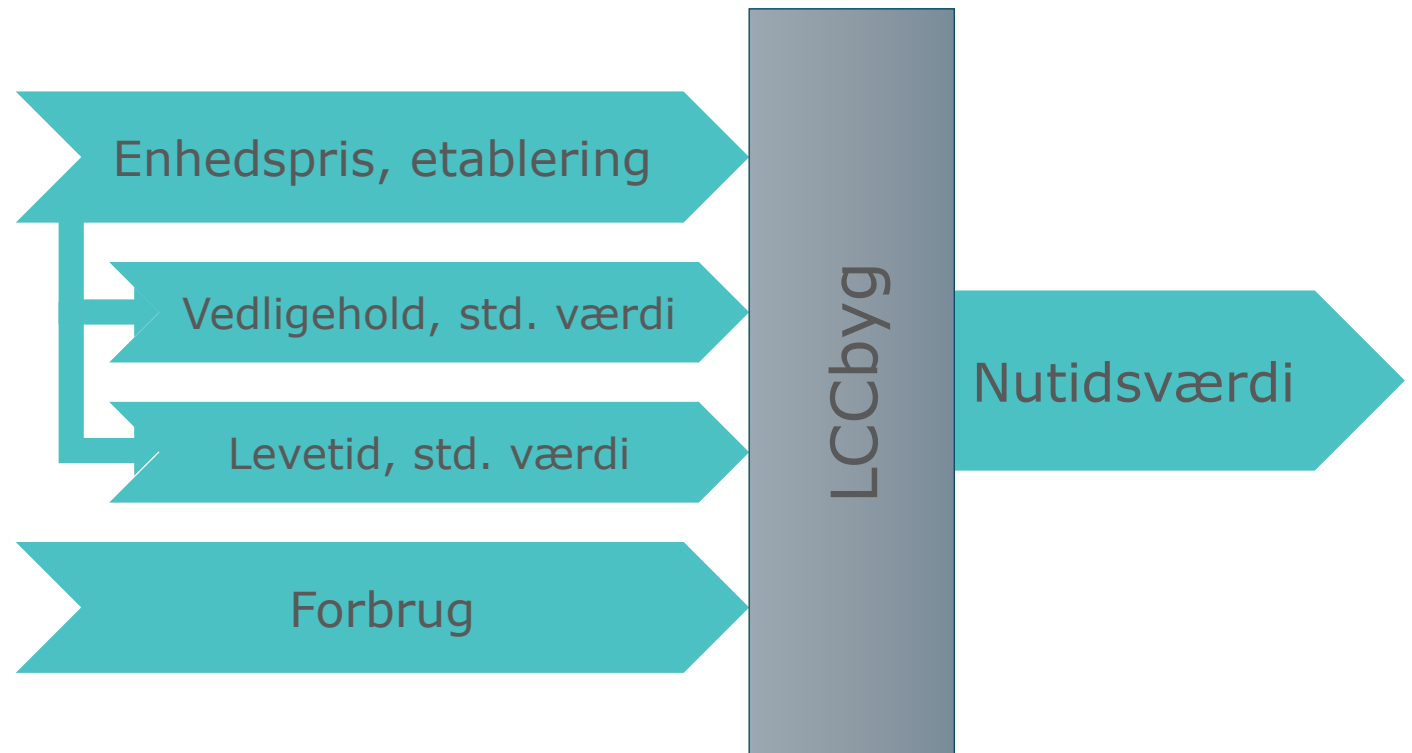 Enhedspris, etablering
Vedligehold, std. værdi
Levetid, std. værdi
Forbrug
LCCbyg
Nutidsværdi